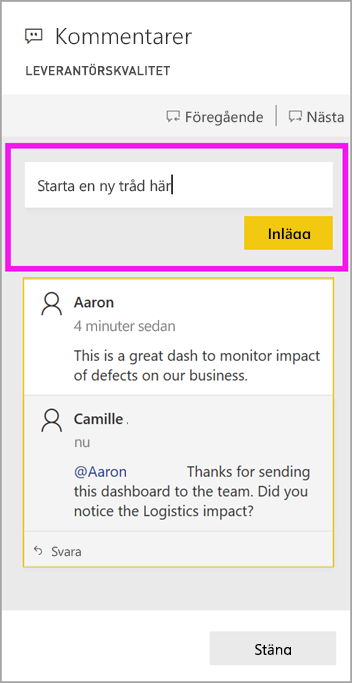 Kommentarer
LEVERANTÖRSKVALITET
Föregående Nästa
Starta en ny tråd här
Inlägg
Aaron
4 minuter sedan
This is a great dash to monitor impact
of defects on our business.
Camille .
nu
@Aaron Thanks for sending
this dashboard to the team. Did you
notice the Logistics impact?
Svara
Stäng